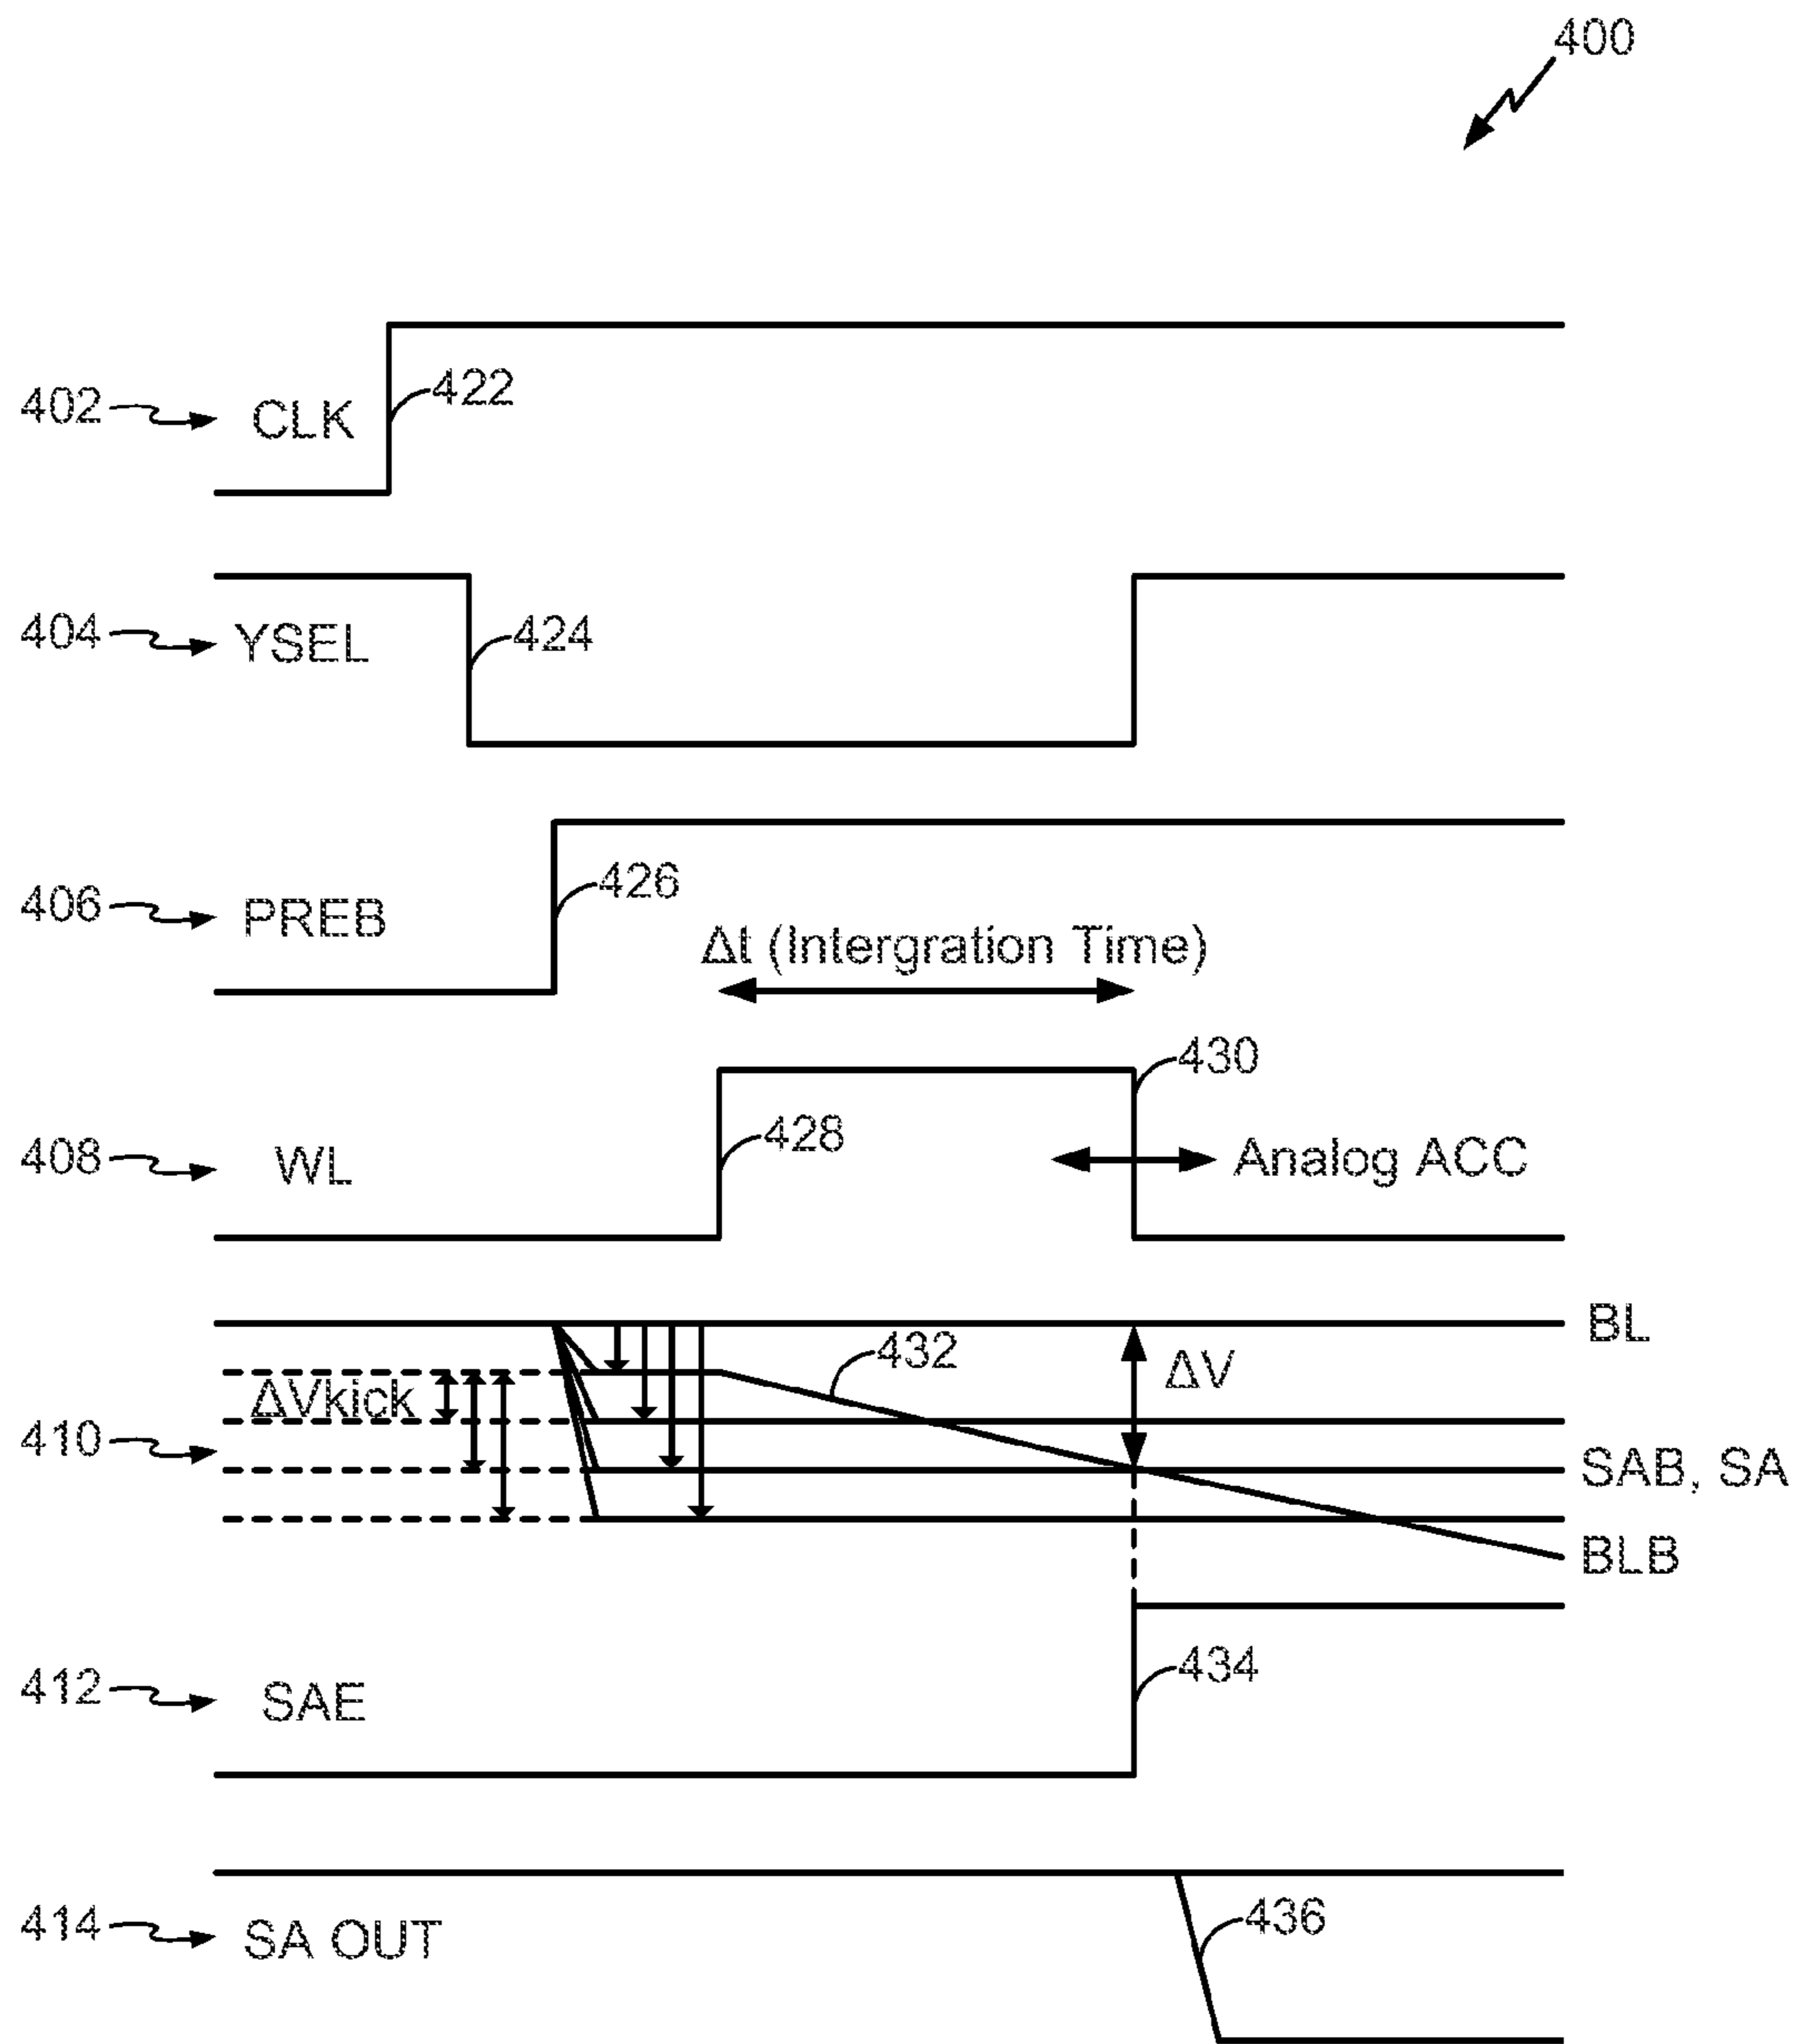 400
402 CLK 422
404 YSEL 424
406 PREB 426
Δt (Intergration Time)
430
408 WL 428 Analog ACC
BL
432
ΔV
ΔVkick
410
SAB, SA
BLB
412 SAE 434
414 SA OUT 436